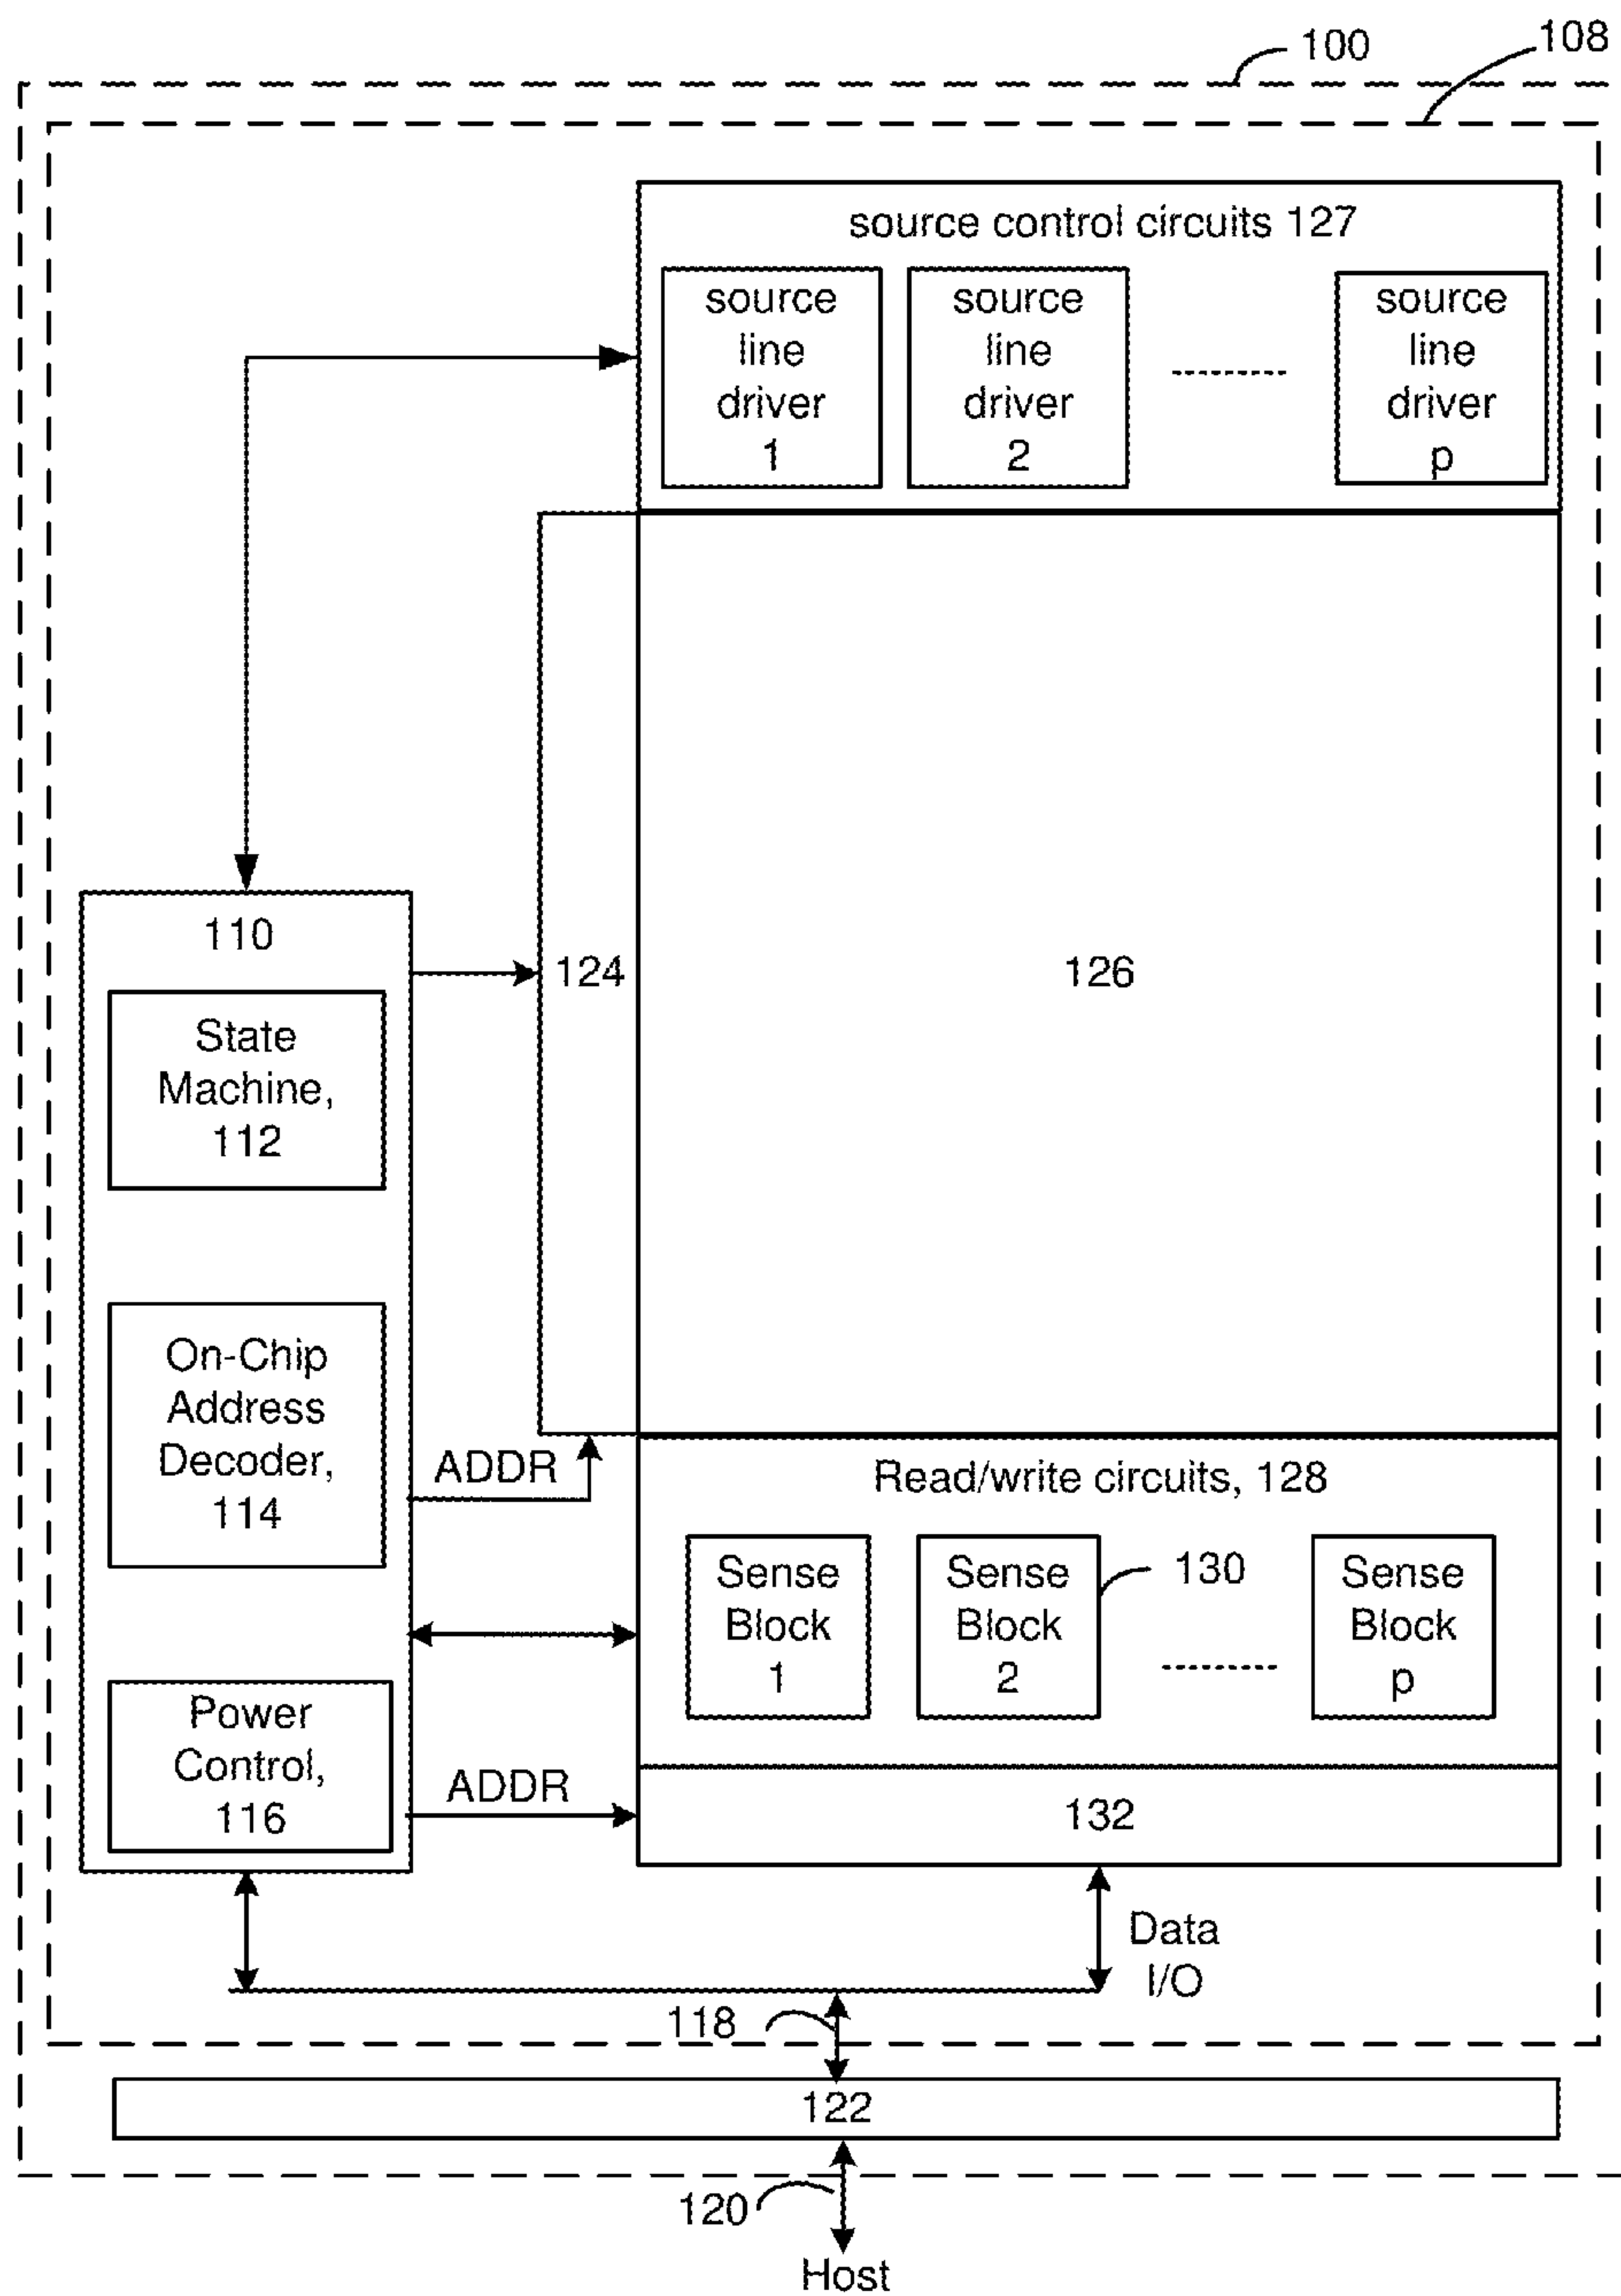 100
108
source control circuits 127
source
line
driver
1
source
line
driver
2
source
line
driver
p
110
124
126
State
Machine,
112
On-Chip
Address
Decoder,
114
ADDR
Read/write circuits, 128
Sense
Block
1
Sense
Block
2
130
Sense
Block
p
Power
Control,
116
ADDR
132
Data
I/O
118
122
120
Host